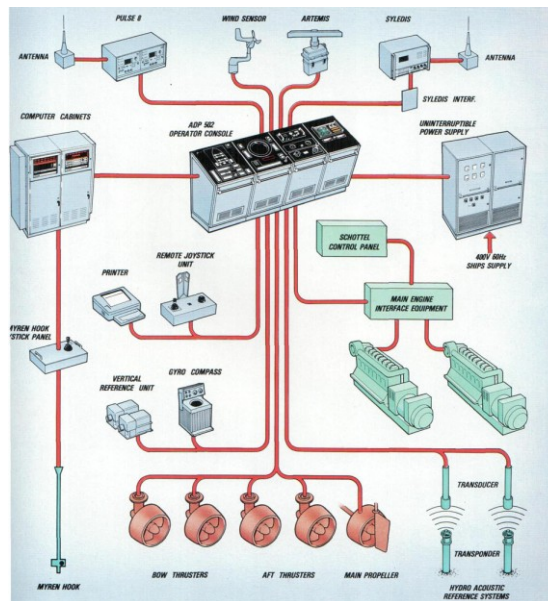 PULSE 8
WIND SENSOR
ARTEMIS
SYLEDIS
ANTENNA
ANTENNA
SYLEDIS INTERF.
COMPUTER CABINETS
ADP 502
OPERATOR CONSOLE
UNINTERRUPTIBLE
POWER SUPPLY
SCHOTTEL
CONTROL PANEL
490V 60Hz
SHIPS SUPPLY
PRINTER
REMOTE JOYSTICK
UNIT
MAIN ENGINE
INTERFACE EQUIPMENT
MYREN HOOK
JOYSTICK PANEL
VERTICAL
REFERENCE UNIT
GYRO COMPASS
TRANSDUCER
TRANSPONDER
MYREN HOOK
BOW THRUSTERS
AFT THRUSTERS
MAIN PROPELLER
HYDRO ACOUSTIC
REFERENCE SYSTEMS